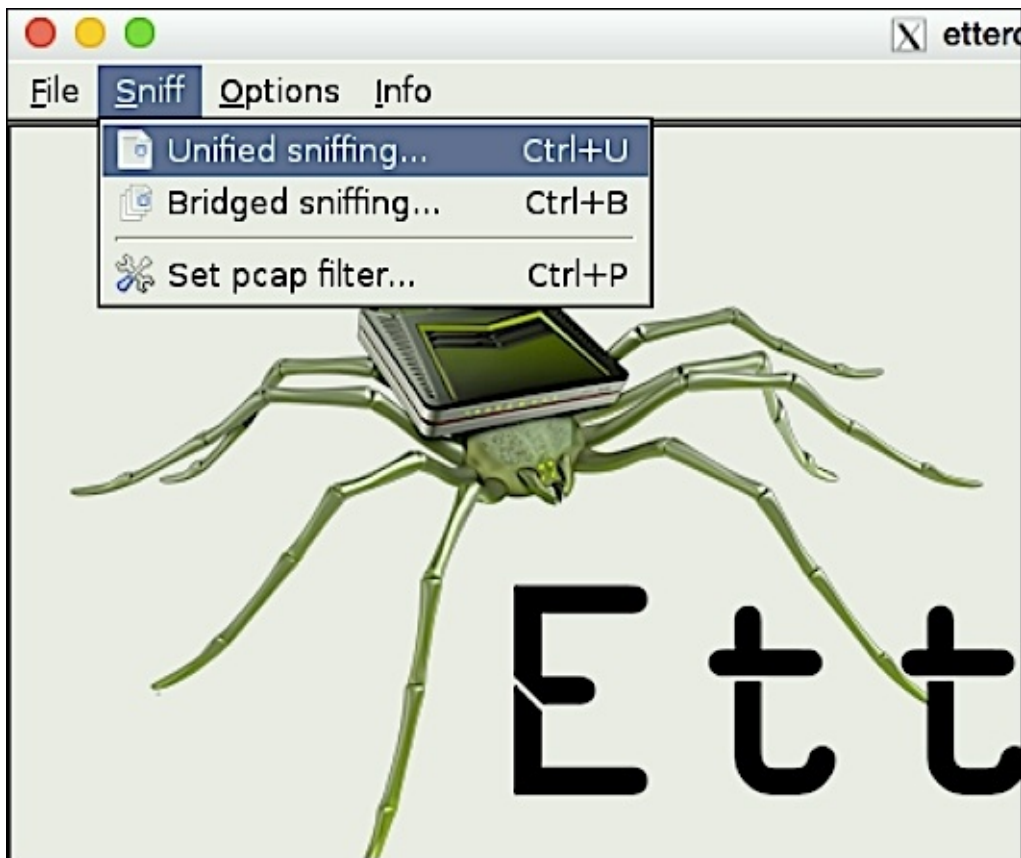 etterc
File Sniff Options Info
Unified sniffing... Ctrl+U
Bridged sniffing... Ctrl+B
Set pcap filter... Ctrl+P
Ett